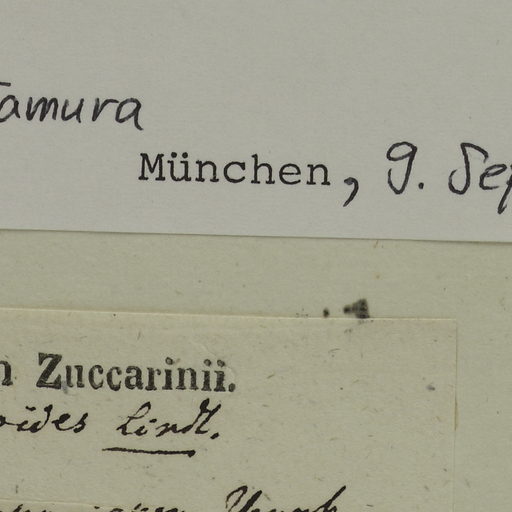 Tamura
München, 9. Sep
n Zuccarinii.
oides Lindl.